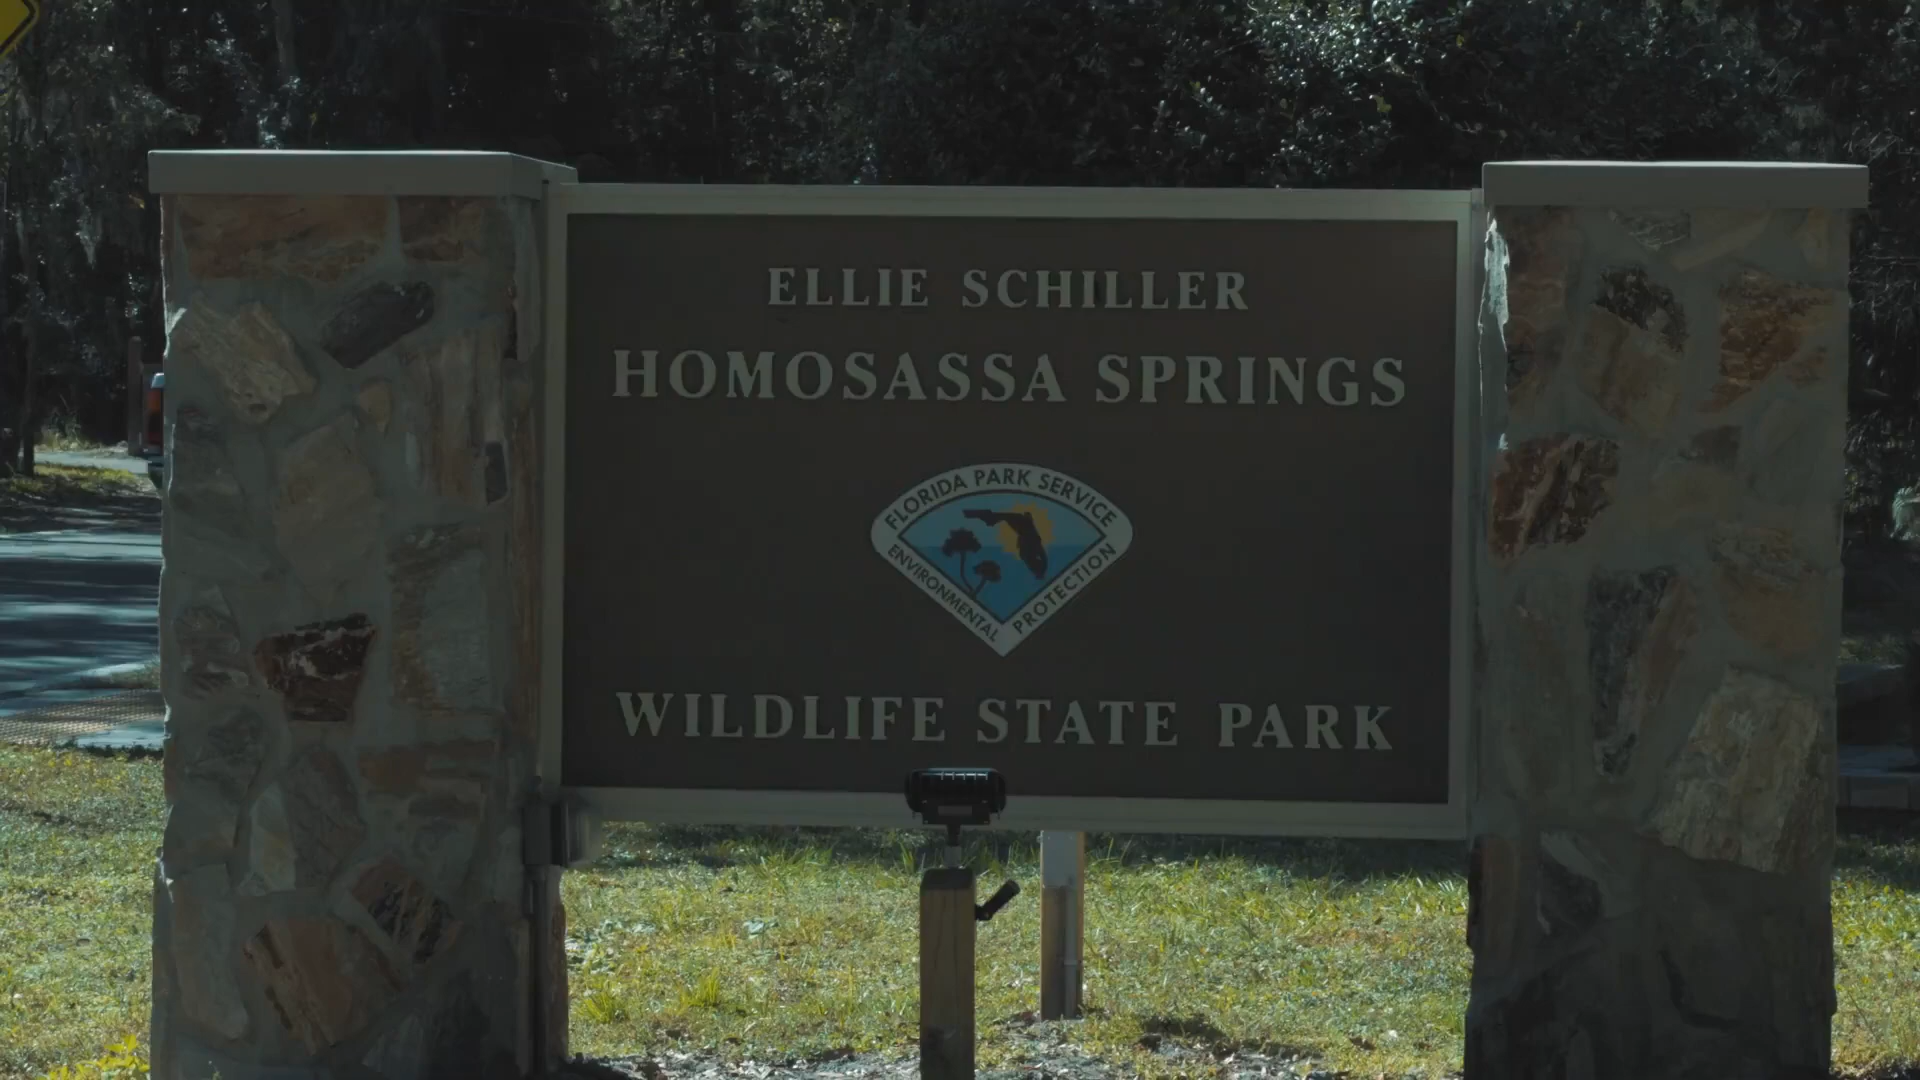 ELLIE SCHILLER
HOMOSASSA SPRINGS
FLORIDA PARK SERVICE
ENVIRONMENTAL PROTECTION
WILDLIFE STATE PARK